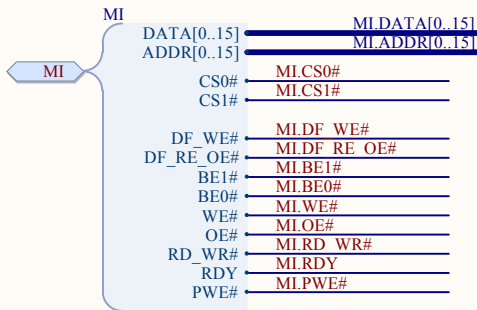 MI
MI
DATA[0..15] MI.DATA[0..15]
ADDR[0..15] MI.ADDR[0..15]
CS0# MI.CS0#
CS1# MI.CS1#
DF_WE# MI.DF_WE#
DF_RE_OE# MI.DF_RE_OE#
BE1# MI.BE1#
BE0# MI.BE0#
WE# MI.WE#
OE# MI.OE#
RD_WR# MI.RD_WR#
RDY MI.RDY
PWE# MI.PWE#